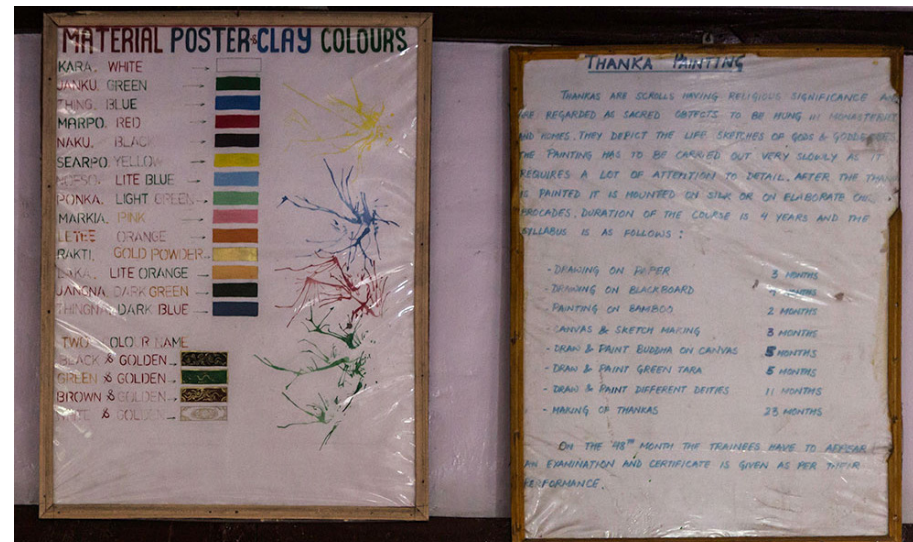 MATERIAL POSTER & CLAY COLOURS
KARA. WHITE →
JANKU. GREEN →
THING. BLUE →
MARPO. RED →
NAKU. BLACK →
SEARPO. YELLOW →
LITE BLUE →
PONKA. LIGHT GREEN →
MARKIA. PINK →
LETEE ORANGE →
RAKTI. GOLD POWDER →
LAKA. LITE ORANGE →
JANGNA. DARK GREEN →
THINGNA. DARK BLUE →
TWO COLOUR NAME
BLACK & GOLDEN →
GREEN & GOLDEN →
BROWN & GOLDEN →
& GOLDEN →
THANKA PAINTING
THANKAS ARE SCROLLS HAVING RELIGIOUS SIGNIFICANCE
ARE REGARDED AS SACRED OBJECTS TO BE HUNG IN
AND HOMES. THEY DEPICT THE LIFE SKETCHES OF GODS &
THE PAINTING HAS TO BE CARRIED OUT VERY SLOWLY AS IT
REQUIRES A LOT OF ATTENTION TO DETAIL. AFTER THE
IS PAINTED IT IS MOUNTED ON SILK OR ON ELABORATE
BROCADES. DURATION OF THE COURSE IS 4 YEARS AND THE
SYLLABUS IS AS FOLLOWS :
- DRAWING ON PAPER 3 MONTHS
- DRAWING ON BLACKBOARD MONTHS
- PAINTING ON BAMBOO 2 MONTHS
- CANVAS & SKETCH MAKING 3 MONTHS
- DRAW & PAINT BUDDHA ON CANVAS 5 MONTHS
- DRAW & PAINT GREEN TARA 5 MONTHS
- DRAW & PAINT DIFFERENT DEITIES 11 MONTHS
- MAKING OF THANKAS 23 MONTHS
ON THE 48TH MONTH THE TRAINEES HAVE TO APPEAR
AN EXAMINATION AND CERTIFICATE IS GIVEN AS PER THEIR
PERFORMANCE.